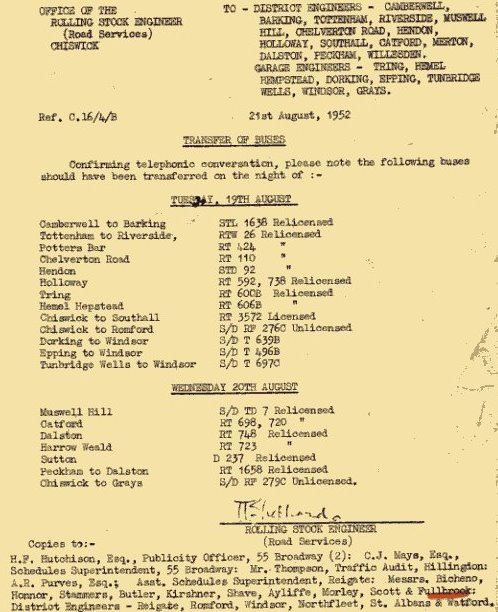 OFFICE OF THE
ROLLING STOCK ENGINEER
(Road Services)
CHISWICK
TO - DISTRICT ENGINEERS - CAMBERWELL,
BARKING, TOTTENHAM, RIVERSIDE, MUSWELL
HILL, CHELVERTON ROAD, HENDON,
HOLLOWAY, SOUTHALL, CATFORD, MERTON,
DALSTON, PECKHAM, WILLESDEN.
GARAGE ENGINEERS - TRING, HEMEL
HEMPSTEAD, DORKING, EPPING, TUNBRIDGE
WELLS, WINDSOR, GRAYS.
Ref. C.16/4/B 21st August, 1952
TRANSFER OF BUSES
Confirming telephonic conversation, please note the following buses
should have been transferred on the night of :-
TUESDAY, 19TH AUGUST
Camberwell to Barking STL 1638 Relicensed
Tottenham to Riverside, RTW 26 Relicensed
Potters Bar RT 424 "
Chelverton Road RT 110 "
Hendon STD 92 "
Holloway RT 592, 738 Relicensed
Tring RT 600B Relicensed
Hemel Hepstead RT 606B "
Chiswick to Southall RT 3572 Licensed
Chiswick to Romford S/D RF 276C Unlicensed
Dorking to Windsor S/D T 639B
Epping to Windsor S/D T 496B
Tunbridge Wells to Windsor S/D T 697C
WEDNESDAY 20TH AUGUST
Muswell Hill S/D TD 7 Relicensed
Catford RT 698, 720 "
Dalston RT 748 Relicensed
Harrow Weald RT 723 "
Sutton D 237 Relicensed
Peckham to Dalston RT 1658 Relicensed
Chiswick to Grays S/D RF 279C Unlicensed.
ROLLING STOCK ENGINEER
(Road Services)
Copies to:-
H.F. Hutchison, Esq., Publicity Officer, 55 Broadway (2): C.J. Mays, Esq.,
Schedules Superintendent, 55 Broadway: Mr. Thompson, Traffic Audit, Hillingdon:
A.R. Purves, Esq.; Asst. Schedules Superintendent, Reigate: Messrs. Bicheno,
Honnor, Stammers, Butler, Kirshner, Shave, Ayliffe, Morley, Scott & Pullbrook:
District Engineers - Reigate, Romford, Windsor, Northfleet, St. Albans & Watford,